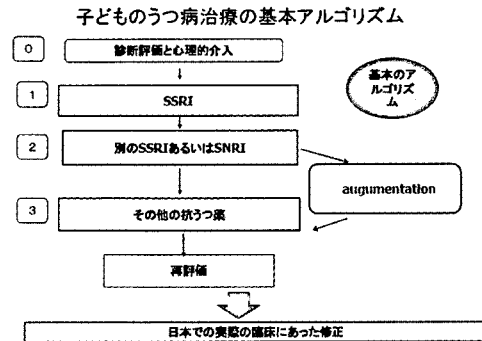 子どものうつ病治療の基本アルゴリズム
0
診断評価と心理的介入
1
SSRI
基本のア
ルゴリズ
ム
2
別のSSRIあるいはSNRI
augumentation
3
その他の抗うつ薬
再評価
日本での実際の臨床にあった修正